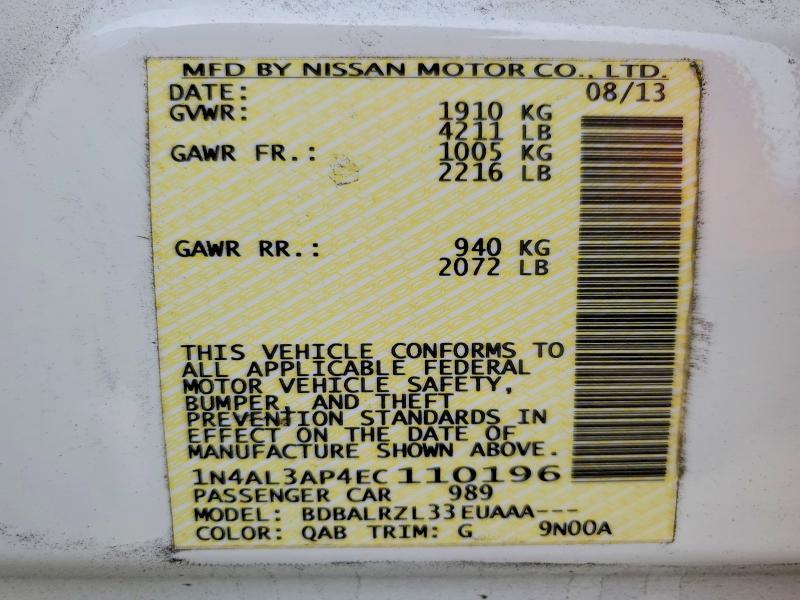 MFD BY NISSAN MOTOR CO., LTD.
DATE: 08/13
GVWR: 1910 KG
4211 LB
GAWR FR.: 1005 KG
2216 LB
GAWR RR.: 940 KG
2072 LB
THIS VEHICLE CONFORMS TO
ALL APPLICABLE FEDERAL
MOTOR VEHICLE SAFETY,
BUMPER, AND THEFT
PREVENTION STANDARDS IN
EFFECT ON THE DATE OF
MANUFACTURE SHOWN ABOVE.
1N4AL3AP4EC110196
PASSENGER CAR 989
MODEL: BDBALRZL33EUAAA---
COLOR: QAB TRIM: G 9N00A